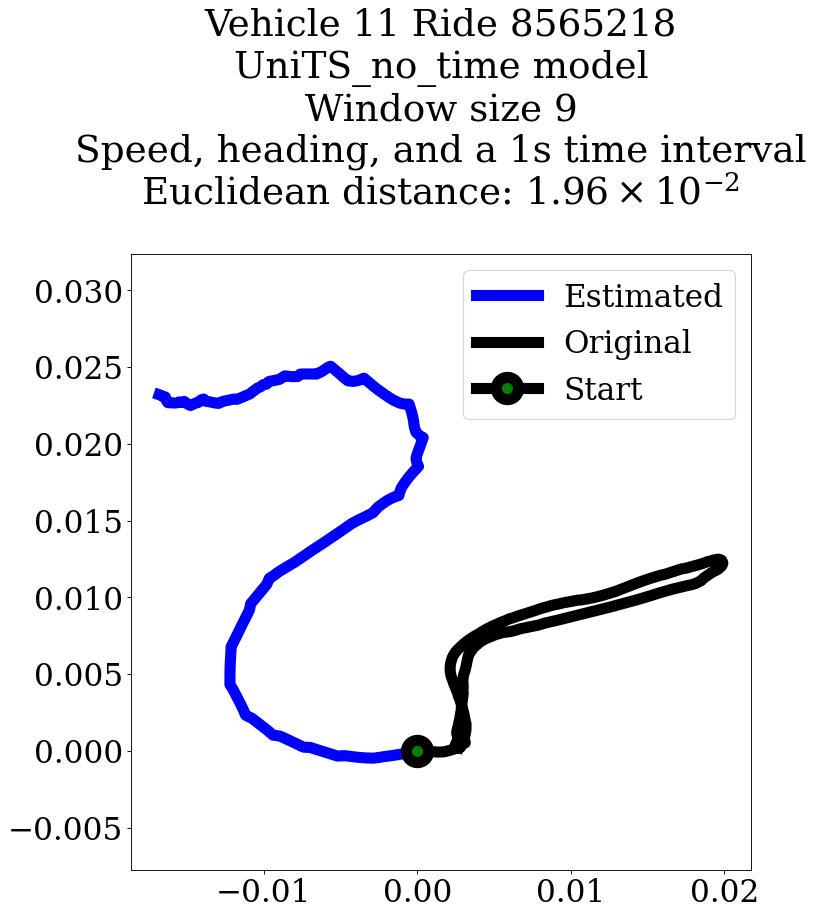 Vehicle 11 Ride 8565218
UniTS_no_time model
Window size 9
Speed, heading, and a 1s time interval
Euclidean distance: 1.96 × 10⁻²
0.030
0.025
0.020
0.015
0.010
0.005
0.000
−0.005
−0.01
0.00
0.01
0.02
Estimated
Original
Start